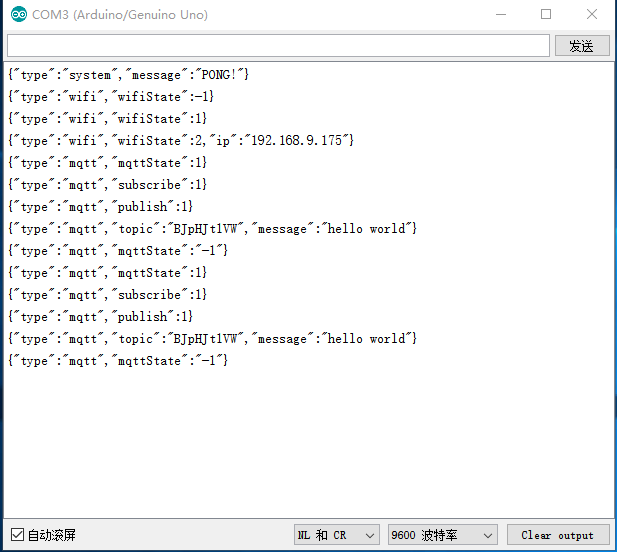 COM3 (Arduino/Genuino Uno)
发送
{"type":"system","message":"PONG!"}
{"type":"wifi","wifiState":-1}
{"type":"wifi","wifiState":1}
{"type":"wifi","wifiState":2,"ip":"192.168.9.175"}
{"type":"mqtt","mqttState":1}
{"type":"mqtt","subscribe":1}
{"type":"mqtt","publish":1}
{"type":"mqtt","topic":"BJpHJt1VW","message":"hello world"}
{"type":"mqtt","mqttState":"-1"}
{"type":"mqtt","mqttState":1}
{"type":"mqtt","subscribe":1}
{"type":"mqtt","publish":1}
{"type":"mqtt","topic":"BJpHJt1VW","message":"hello world"}
{"type":"mqtt","mqttState":"-1"}
自动滚屏 NL 和 CR 9600 波特率 Clear output